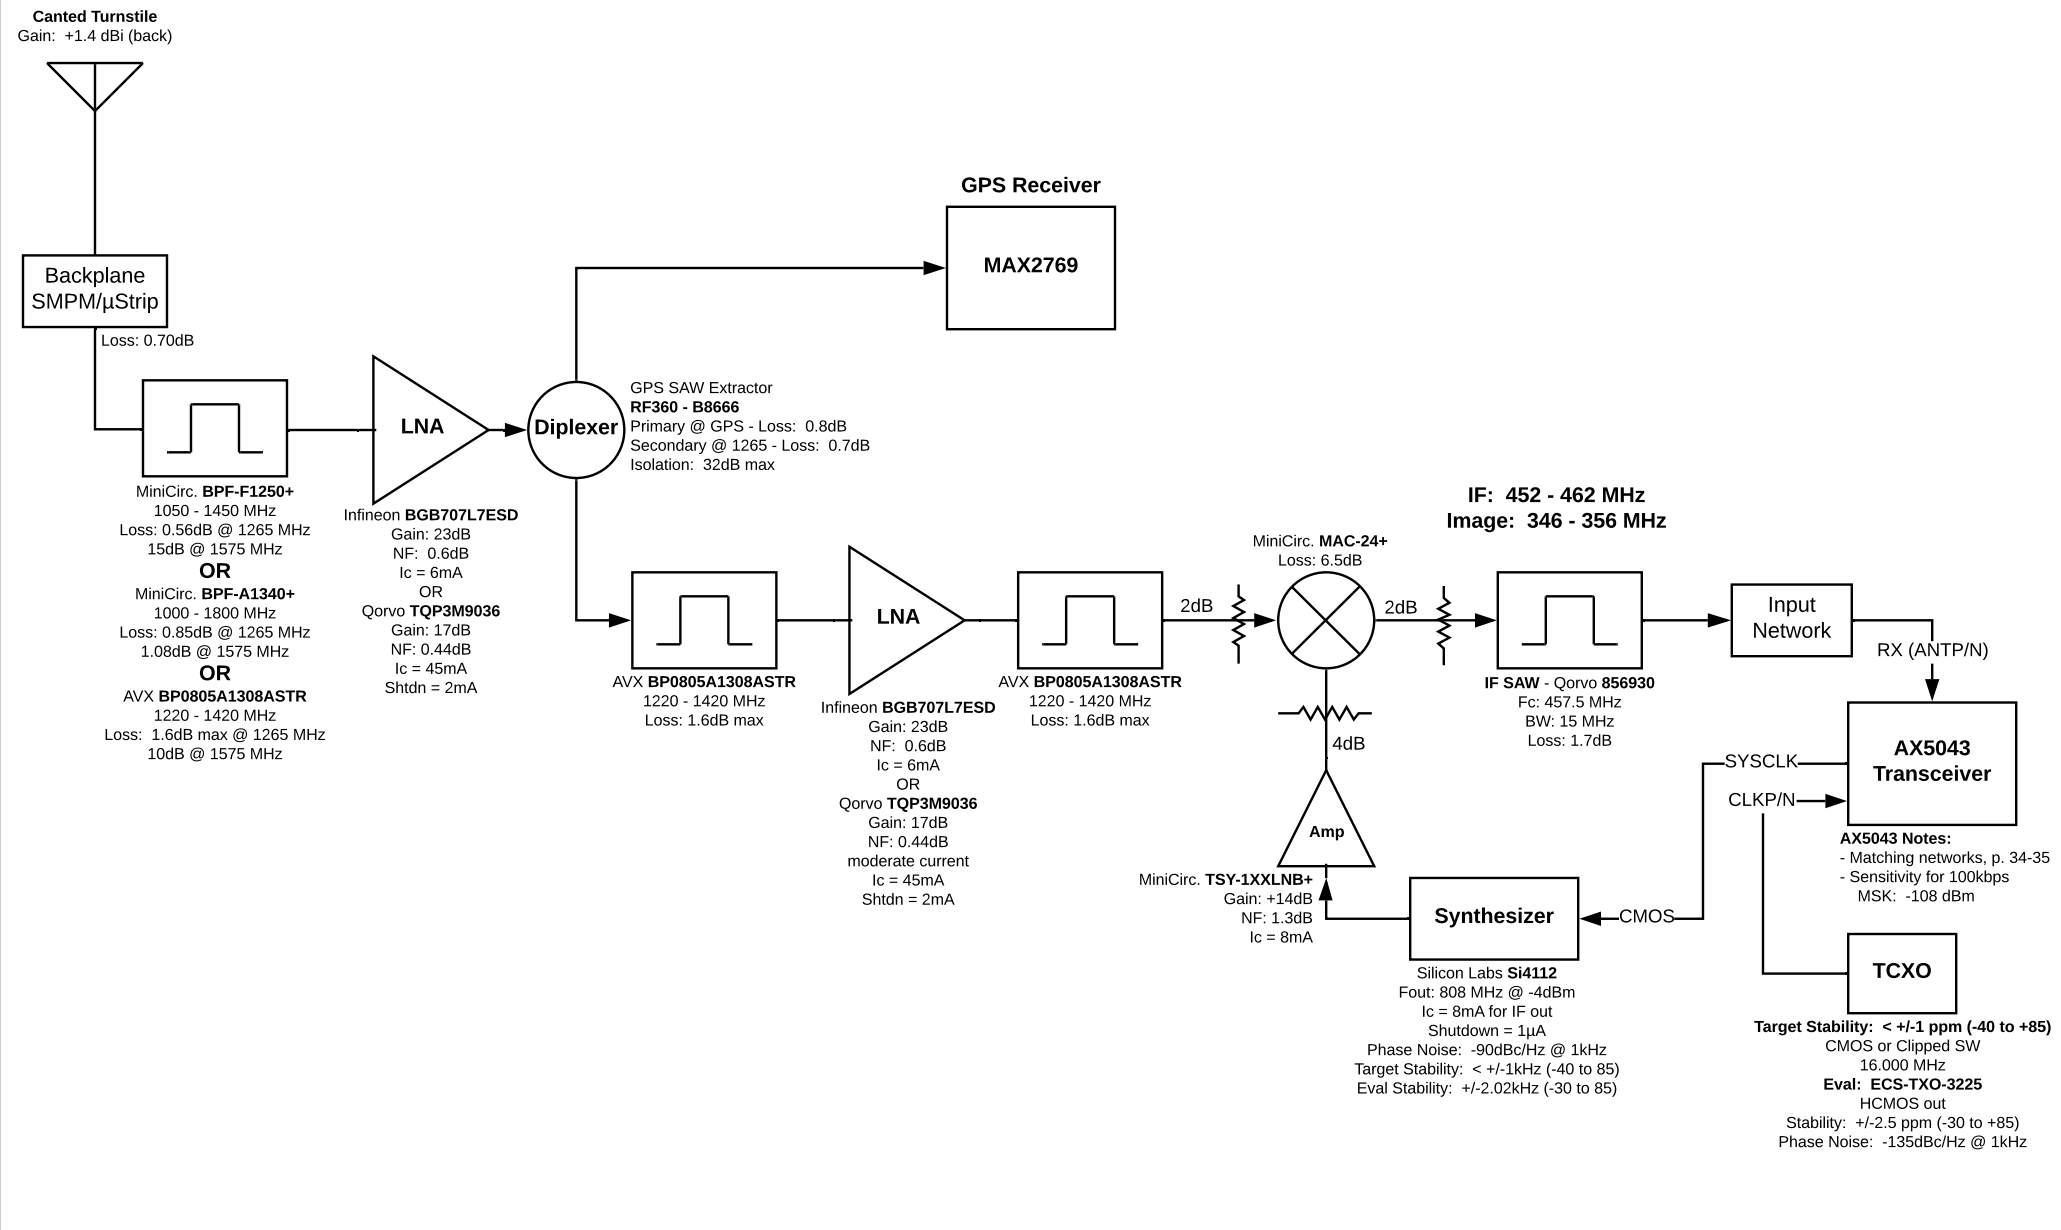 Canted Turnstile
Gain:  +1.4 dBi (back)
Backplane
SMPM/µStrip
Loss: 0.70dB
MiniCirc. BPF-F1250+
1050 - 1450 MHz
Loss: 0.56dB @ 1265 MHz
15dB @ 1575 MHz
OR
MiniCirc. BPF-A1340+
1000 - 1800 MHz
Loss: 0.85dB @ 1265 MHz
1.08dB @ 1575 MHz
OR
AVX BP0805A1308ASTR
1220 - 1420 MHz
Loss:  1.6dB max @ 1265 MHz
10dB @ 1575 MHz
LNA
Infineon BGB707L7ESD
Gain: 23dB
NF:  0.6dB
Ic = 6mA
OR
Qorvo TQP3M9036
Gain: 17dB
NF: 0.44dB
Ic = 45mA
Shtdn = 2mA
Diplexer
GPS SAW Extractor
RF360 - B8666
Primary @ GPS - Loss:  0.8dB
Secondary @ 1265 - Loss:  0.7dB
Isolation:  32dB max
GPS Receiver
MAX2769
AVX BP0805A1308ASTR
1220 - 1420 MHz
Loss: 1.6dB max
LNA
Infineon BGB707L7ESD
Gain: 23dB
NF:  0.6dB
Ic = 6mA
OR
Qorvo TQP3M9036
Gain: 17dB
NF: 0.44dB
moderate current
Ic = 45mA
Shtdn = 2mA
AVX BP0805A1308ASTR
1220 - 1420 MHz
Loss: 1.6dB max
2dB
MiniCirc. MAC-24+
Loss: 6.5dB
2dB
4dB
Amp
MiniCirc. TSY-1XXLNB+
Gain: +14dB
NF: 1.3dB
Ic = 8mA
IF:  452 - 462 MHz
Image:  346 - 356 MHz
IF SAW - Qorvo 856930
Fc: 457.5 MHz
BW: 15 MHz
Loss: 1.7dB
Input
Network
RX (ANTP/N)
AX5043
Transceiver
SYSCLK
CLKP/N
AX5043 Notes:
- Matching networks, p. 34-35
- Sensitivity for 100kbps
MSK:  -108 dBm
Synthesizer
CMOS
Silicon Labs Si4112
Fout: 808 MHz @ -4dBm
Ic = 8mA for IF out
Shutdown = 1µA
Phase Noise:  -90dBc/Hz @ 1kHz
Target Stability:  < +/-1kHz (-40 to 85)
Eval Stability:  +/-2.02kHz (-30 to 85)
TCXO
Target Stability:  < +/-1 ppm (-40 to +85)
CMOS or Clipped SW
16.000 MHz
Eval:  ECS-TXO-3225
HCMOS out
Stability:  +/-2.5 ppm (-30 to +85)
Phase Noise:  -135dBc/Hz @ 1kHz